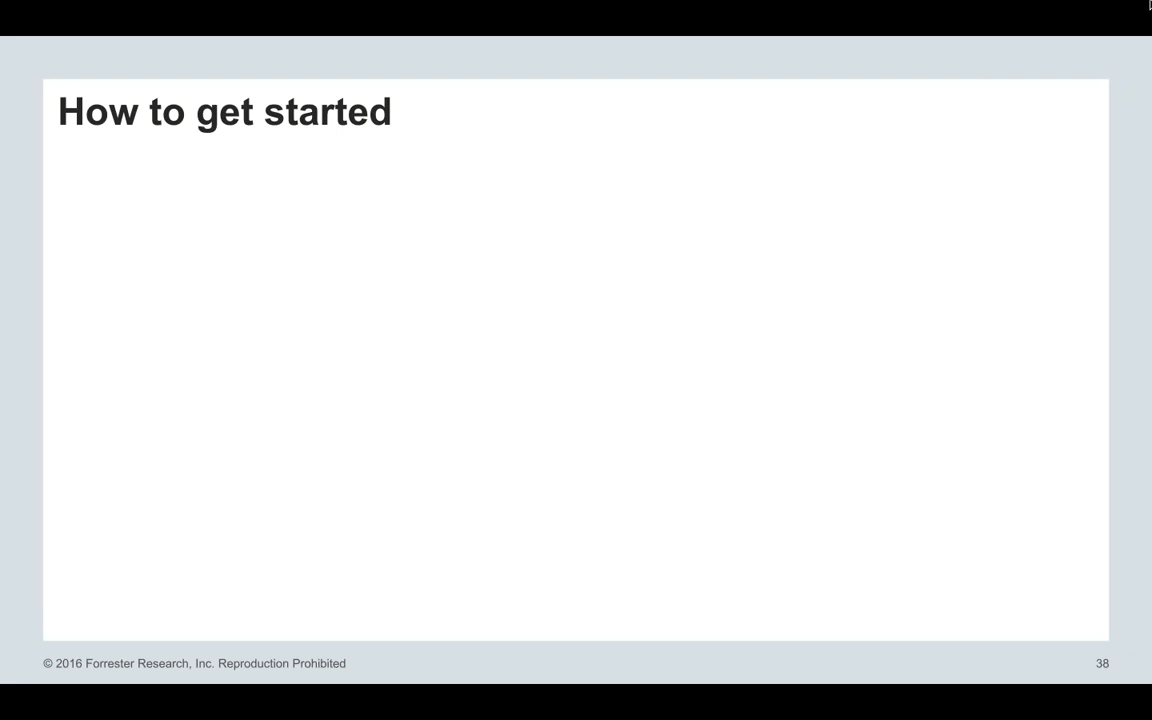 How to get started
© 2016 Forrester Research, Inc. Reproduction Prohibited
38